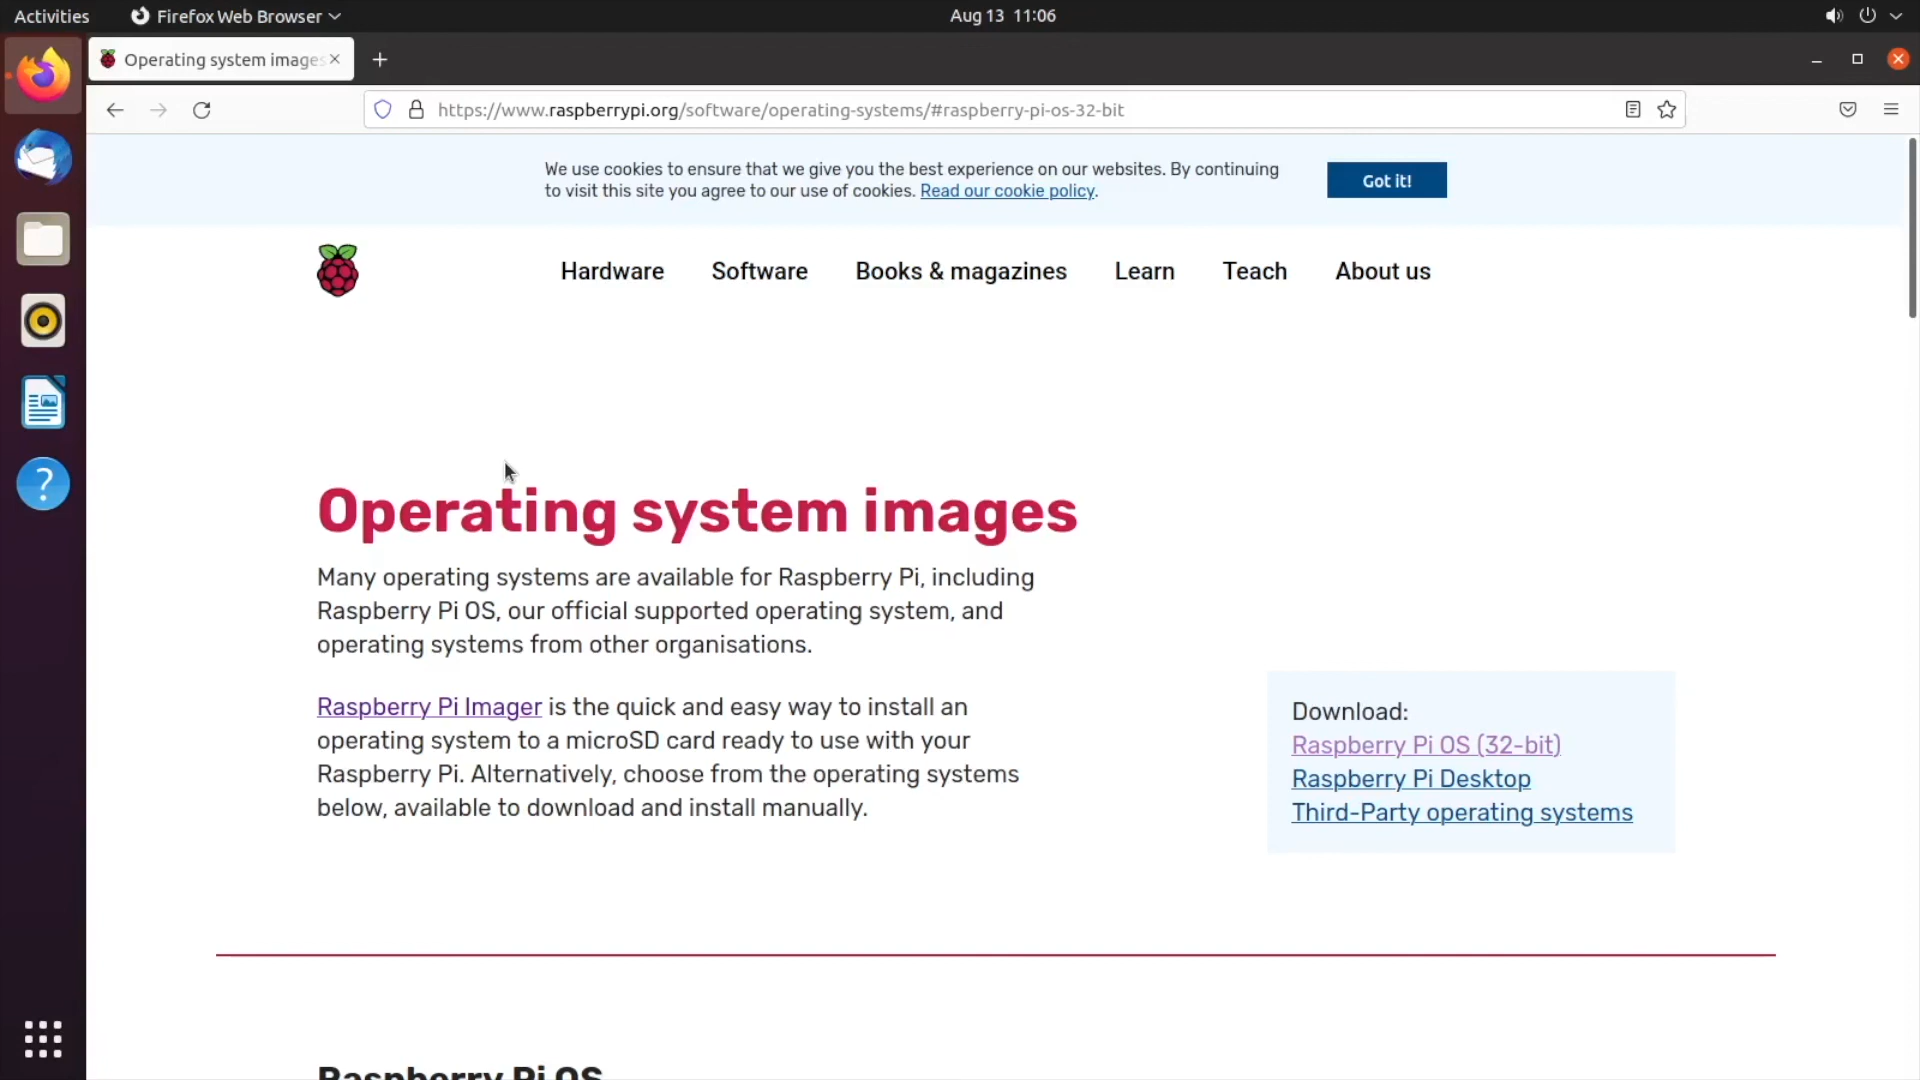 Activities
Firefox Web Browser
Aug 13 11:06
Operating system images
https://www.raspberrypi.org/software/operating-systems/#raspberry-pi-os-32-bit
We use cookies to ensure that we give you the best experience on our websites. By continuing
to visit this site you agree to our use of cookies. Read our cookie policy.
Got it!
Hardware
Software
Books & magazines
Learn
Teach
About us
Operating system images
Many operating systems are available for Raspberry Pi, including
Raspberry Pi OS, our official supported operating system, and
operating systems from other organisations.
Raspberry Pi Imager is the quick and easy way to install an
operating system to a microSD card ready to use with your
Raspberry Pi. Alternatively, choose from the operating systems
below, available to download and install manually.
Download:
Raspberry Pi OS (32-bit)
Raspberry Pi Desktop
Third-Party operating systems
Raspberry Pi OS